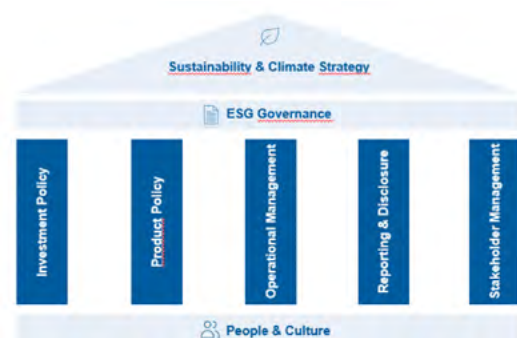 Sustainability & Climate Strategy
ESG Governance
Investment Policy
Product Policy
Operational Management
Reporting & Disclosure
Stakeholder Management
People & Culture